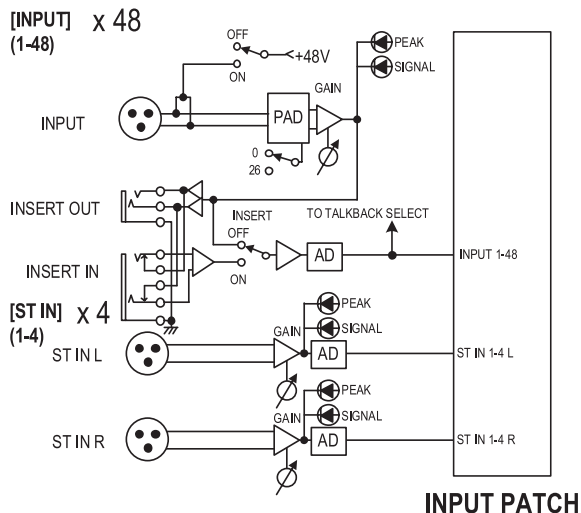 [INPUT] x 48
(1-48)
OFF
+48V
ON
PEAK
SIGNAL
GAIN
INPUT
PAD
0
26
INSERT OUT
INSERT
OFF
ON
TO TALKBACK SELECT
AD
INPUT 1-48
INSERT IN
[ST IN] x 4
(1-4)
PEAK
SIGNAL
GAIN
ST IN L
AD
ST IN 1-4 L
PEAK
SIGNAL
GAIN
ST IN R
AD
ST IN 1-4 R
INPUT PATCH